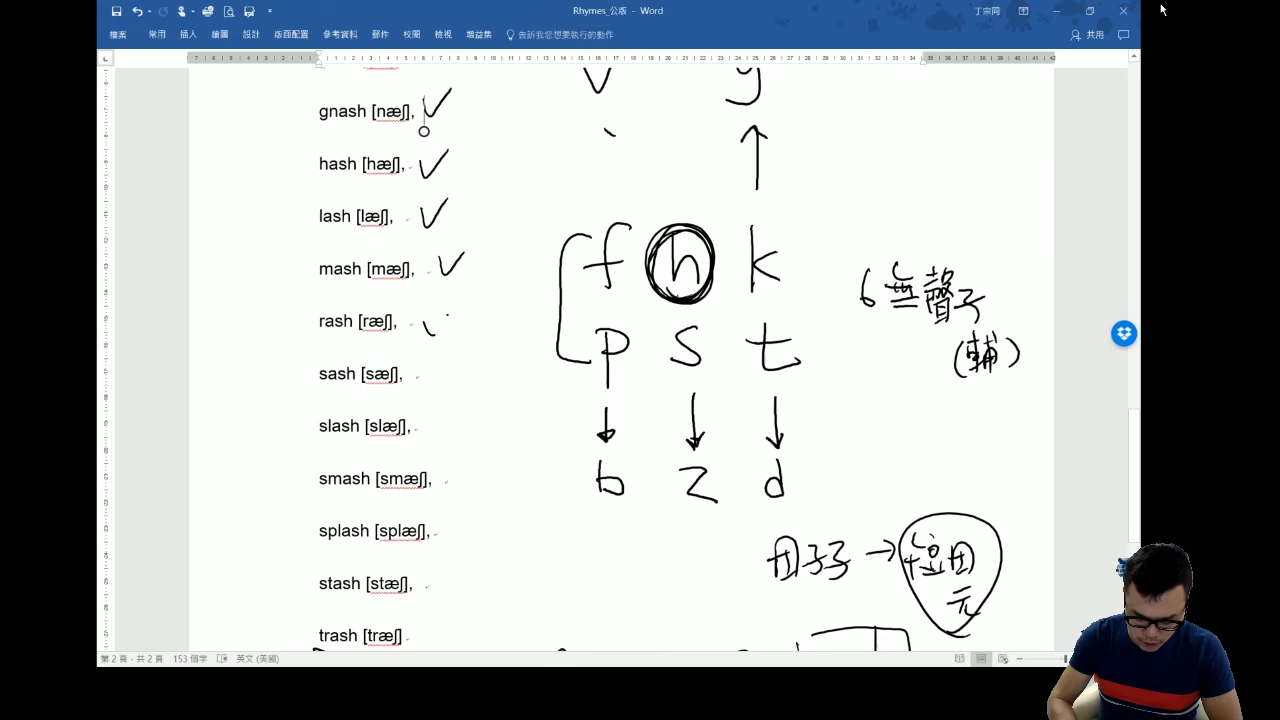 Rhymes_公版 - Word
丁宗同
檔案 常用 插入 繪圖 設計 版面配置 參考資料 郵件 校閱 檢視 增益集 告訴我您想要執行的動作 共用
gnash [næʃ],
hash [hæʃ],
lash [læʃ],
mash [mæʃ],
rash [ræʃ],
sash [sæʃ],
slash [slæʃ],
smash [smæʃ],
splash [splæʃ],
stash [stæʃ],
trash [træʃ]
v g
f h k
p s t
b z d
6 無聲子
(輔)
母子子 → 短母
元
第 2 頁，共 2 頁 153 個字 英文 (美國)